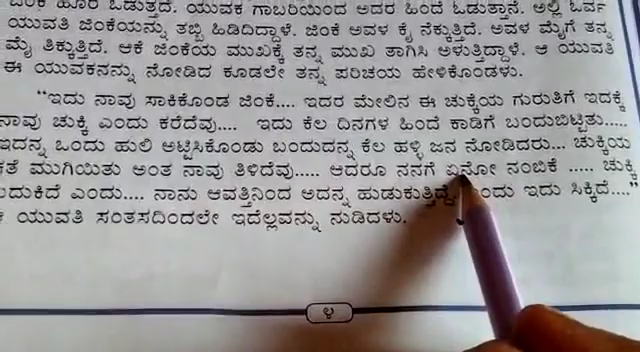 ಜಿಂಕೆ ಹೊರ ಓಡುತ್ತದೆ. ಯುವಕ ಗಾಬರಿಯಿಂದ ಅದರ ಹಿಂದೆ ಓಡುತ್ತಾನೆ. ಅಲ್ಲಿ ಓರ್ವ
ಯುವತಿ ಜಿಂಕೆಯನ್ನು ತಬ್ಬಿ ಹಿಡಿದಿದ್ದಾಳೆ. ಜಿಂಕೆ ಅವಳ ಕೈ ನೆಕ್ಕುತ್ತಿದೆ. ಅವಳ ಮೈಗೆ ತನ್ನ
ಮೈ ತಿಕ್ಕುತ್ತಿದೆ. ಆಕೆ ಜಿಂಕೆಯ ಮುಖಕ್ಕೆ ತನ್ನ ಮುಖ ತಾಗಿಸಿ ಅಳುತ್ತಿದ್ದಾಳೆ. ಆ ಯುವತಿ
ಈ ಯುವಕನನ್ನು ನೋಡಿದ ಕೂಡಲೇ ತನ್ನ ಪರಿಚಯ ಹೇಳಿಕೊಂಡಳು.
“ಇದು ನಾವು ಸಾಕಿಕೊಂಡ ಜಿಂಕೆ.... ಇದರ ಮೇಲಿನ ಈ ಚುಕ್ಕೆಯ ಗುರುತಿಗೆ ಇದಕ್ಕೆ
ನಾವು ಚುಕ್ಕಿ ಎಂದು ಕರೆದೆವು.... ಇದು ಕೆಲ ದಿನಗಳ ಹಿಂದೆ ಕಾಡಿಗೆ ಬಂದುಬಿಟ್ಟಿತು.....
ಇದನ್ನ ಒಂದು ಹುಲಿ ಅಟ್ಟಿಸಿಕೊಂಡು ಬಂದುದನ್ನ ಕೆಲ ಹಳ್ಳಿ ಜನ ನೋಡಿದರು... ಚುಕ್ಕಿಯ
ಕತೆ ಮುಗಿಯಿತು ಅಂತ ನಾವು ತಿಳಿದೆವು..... ಆದರೂ ನನಗೆ ಏನೋ ನಂಬಿಕೆ ..... ಚುಕ್ಕಿ
ಬದುಕಿದೆ ಎಂದು.... ನಾನು ಆವತ್ತಿನಿಂದ ಅದನ್ನ ಹುಡುಕುತ್ತಿದ್ದೆ. ಇಂದು ಇದು ಸಿಕ್ಕಿದೆ....”
ಆ ಯುವತಿ ಸಂತಸದಿಂದಲೇ ಇದೆಲ್ಲವನ್ನು ನುಡಿದಳು.
೪